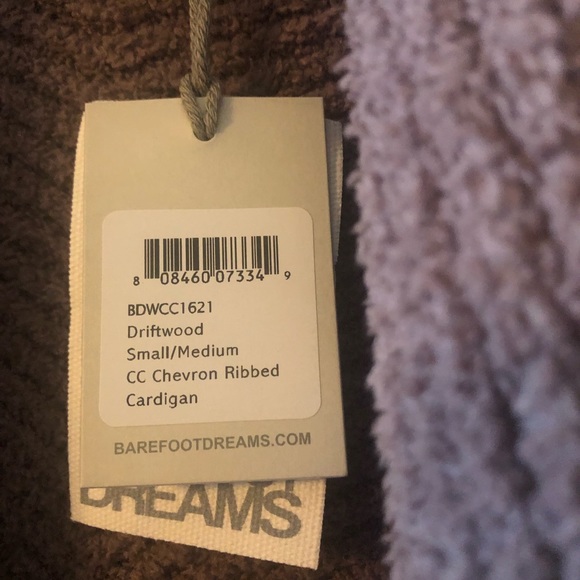 8 08460 07334 9
BDWCC1621
Driftwood
Small/Medium
CC Chevron Ribbed
Cardigan
BAREFOOTDREAMS.COM
DREAMS